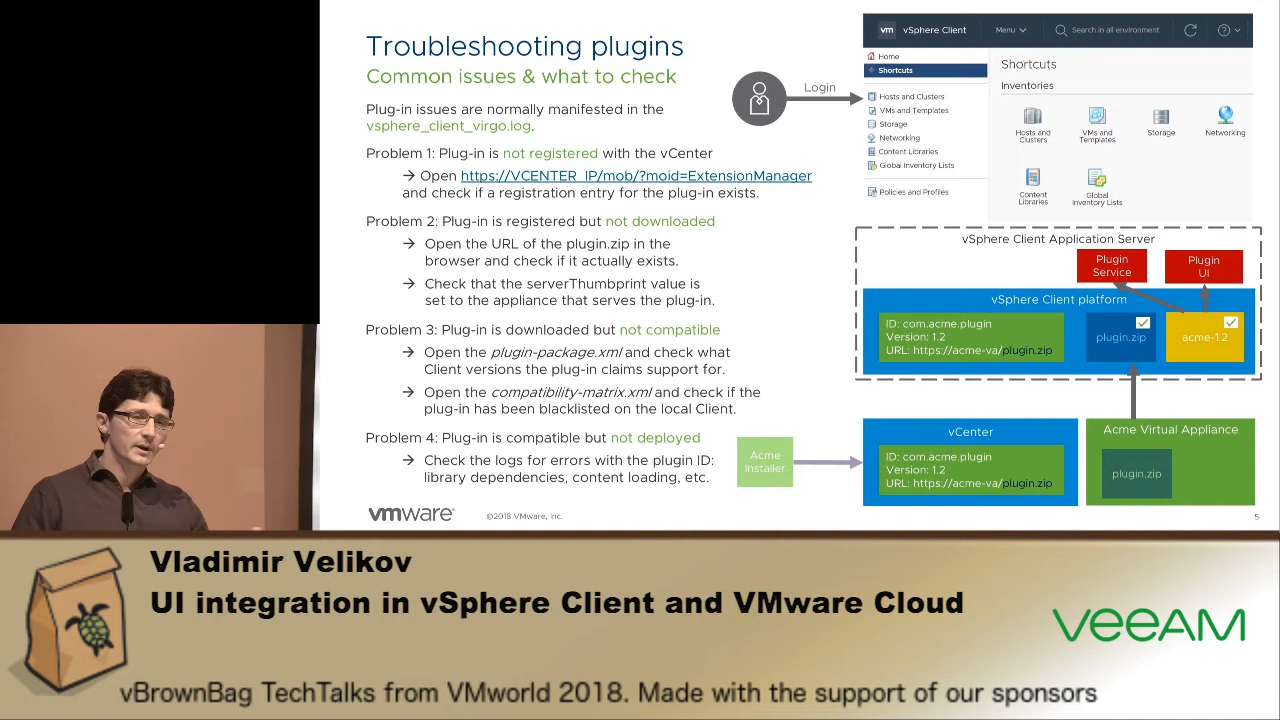 Troubleshooting plugins
Common issues & what to check
Plug-in issues are normally manifested in the
vsphere_client_virgo.log.
Problem 1: Plug-in is not registered with the vCenter
→ Open https://VCENTER_IP/mob/?moid=ExtensionManager
and check if a registration entry for the plug-in exists.
Problem 2: Plug-in is registered but not downloaded
→ Open the URL of the plugin.zip in the
browser and check if it actually exists.
→ Check that the serverThumbprint value is
set to the appliance that serves the plug-in.
Problem 3: Plug-in is downloaded but not compatible
→ Open the plugin-package.xml and check what
Client versions the plug-in claims support for.
→ Open the compatibility-matrix.xml and check if the
plug-in has been blacklisted on the local Client.
Problem 4: Plug-in is compatible but not deployed
→ Check the logs for errors with the plugin ID:
library dependencies, content loading, etc.
Login
vm vSphere Client Menu Search in all environment
Home
Shortcuts
Hosts and Clusters
VMs and Templates
Storage
Networking
Content Libraries
Global Inventory Lists
Policies and Profiles
Shortcuts
Inventories
Hosts and
Clusters
VMs and
Templates
Storage
Networking
Content
Libraries
Global
Inventory Lists
vSphere Client Application Server
Plugin
Service
Plugin
UI
vSphere Client platform
ID: com.acme.plugin
Version: 1.2
URL: https://acme-va/plugin.zip
plugin.zip
acme-1.2
Acme
Installer
vCenter
ID: com.acme.plugin
Version: 1.2
URL: https://acme-va/plugin.zip
Acme Virtual Appliance
plugin.zip
vmware®
©2018 VMware, Inc.
5
Vladimir Velikov
UI integration in vSphere Client and VMware Cloud
veeAM
vBrownBag TechTalks from VMworld 2018. Made with the support of our sponsors